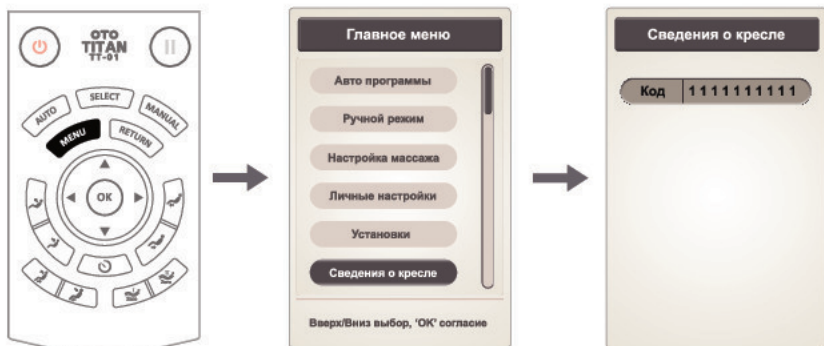 OTO
TITAN
TT-01
AUTO
SELECT
MANUAL
MENU
RETURN
OK
Главное меню
Авто программы
Ручной режим
Настройка массажа
Личные настройки
Установки
Сведения о кресле
Вверх/Вниз выбор, 'OK' согласие
Сведения о кресле
Код 1111111111